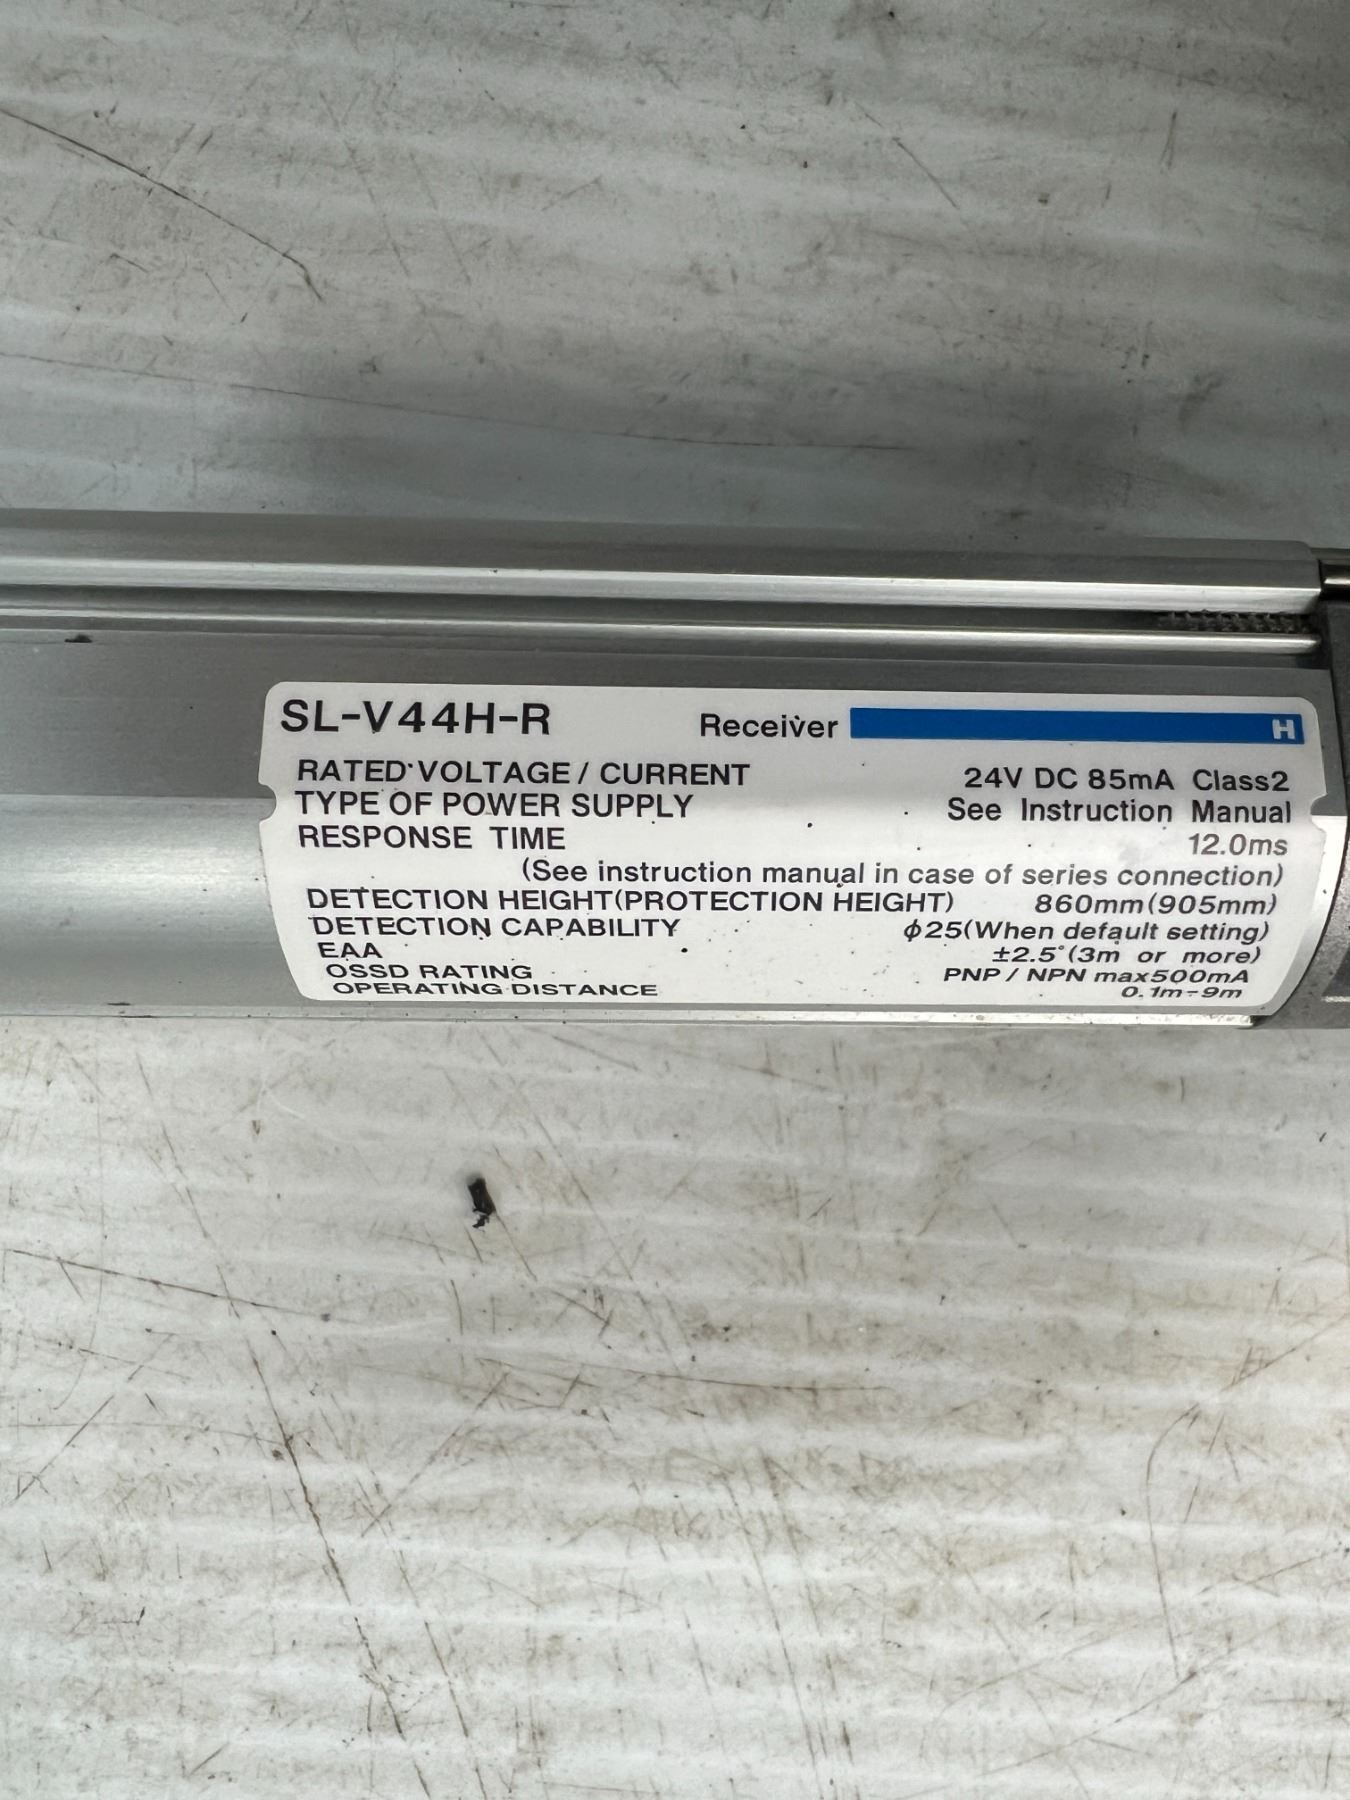 SL-V44H-R Receiver H
RATED VOLTAGE / CURRENT 24V DC 85mA Class2
TYPE OF POWER SUPPLY See Instruction Manual
RESPONSE TIME 12.0ms
(See instruction manual in case of series connection)
DETECTION HEIGHT(PROTECTION HEIGHT) 860mm(905mm)
DETECTION CAPABILITY ϕ25(When default setting)
EAA ±2.5°(3m or more)
OSSD RATING PNP / NPN max500mA
OPERATING DISTANCE 0.1m-9m